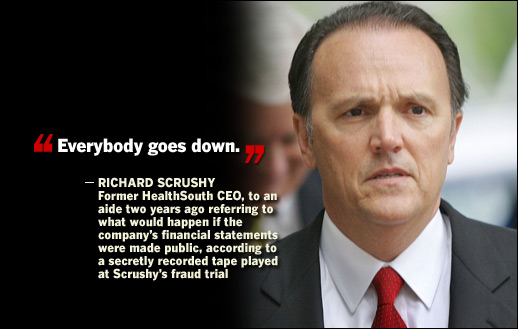 “ Everybody goes down. ”
— RICHARD SCRUSHY
Former HealthSouth CEO, to an
aide two years ago referring to
what would happen if the
company's financial statements
were made public, according to
a secretly recorded tape played
at Scrushy's fraud trial